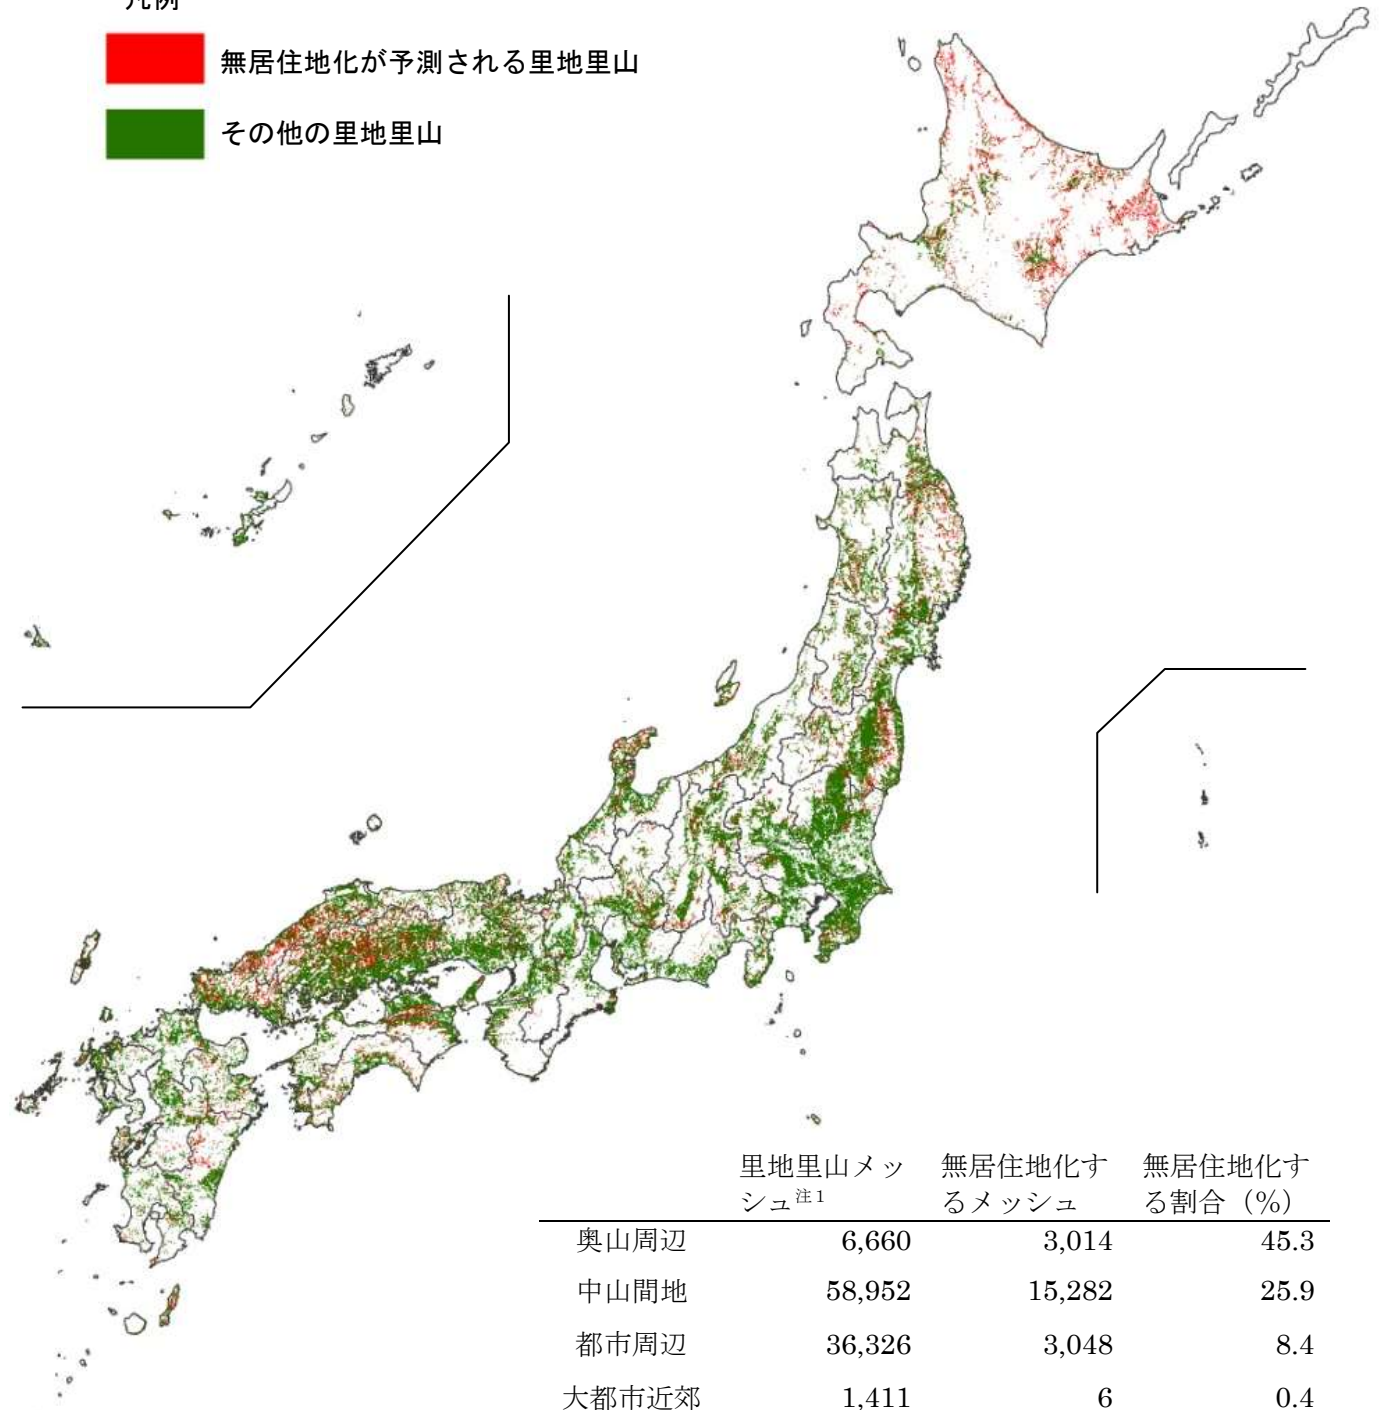 凡例
無居住地化が予測される里地里山
その他の里地里山
里地里山メッ 無居住地化す 無居住地化す
シュ注1 るメッシュ る割合（%）
奥山周辺 6,660 3,014 45.3
中山間地 58,952 15,282 25.9
都市周辺 36,326 3,048 8.4
大都市近郊 1,411 6 0.4